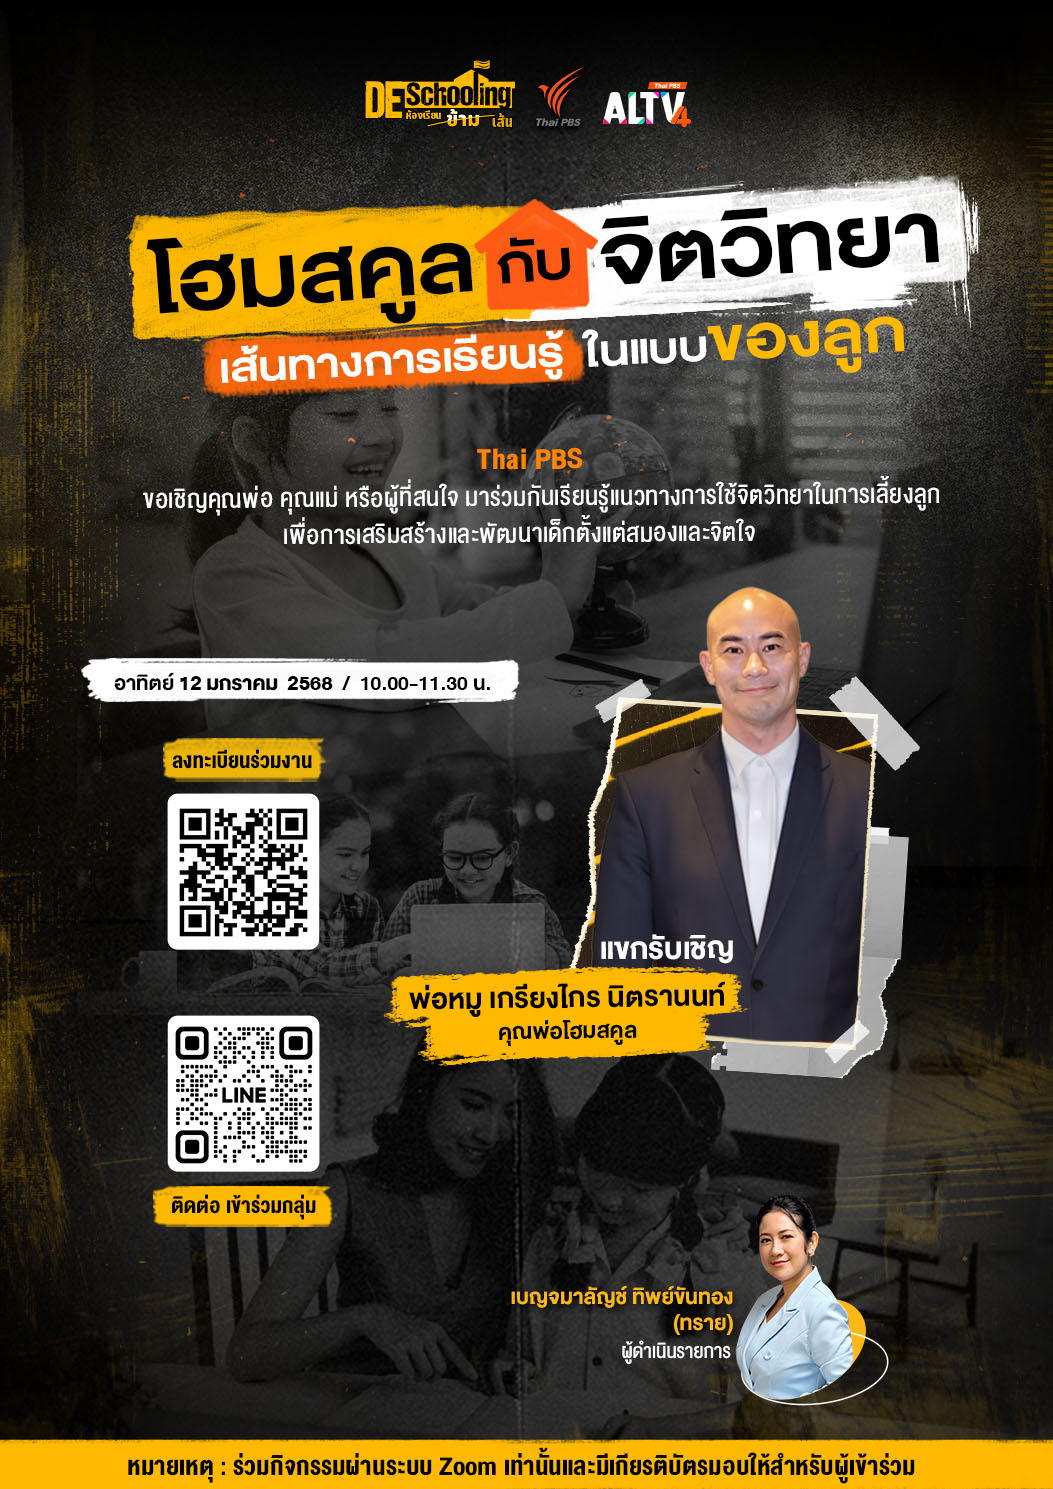 DESchooling
ห้องเรียน ข้าม เส้น
Thai PBS
Thai PBS
ALTV4
โฮมสคูล กับ จิตวิทยา
เส้นทางการเรียนรู้ ในแบบของลูก
Thai PBS
ขอเชิญคุณพ่อ คุณแม่ หรือผู้ที่สนใจ มาร่วมกันเรียนรู้แนวทางการใช้จิตวิทยาในการเลี้ยงลูก
เพื่อการเสริมสร้างและพัฒนาเด็กตั้งแต่สมองและจิตใจ
อาทิตย์ 12 มกราคม 2568 / 10.00-11.30 น.
ลงทะเบียนร่วมงาน
แขกรับเชิญ
พ่อหมู เกรียงไกร นิตรานนท์
คุณพ่อโฮมสคูล
LINE
ติดต่อ เข้าร่วมกลุ่ม
เบญจมาลัญช์ ทิพย์ขันทอง
(ทราย)
ผู้ดำเนินรายการ
หมายเหตุ : ร่วมกิจกรรมผ่านระบบ Zoom เท่านั้นและมีเกียรติบัตรมอบให้สำหรับผู้เข้าร่วม